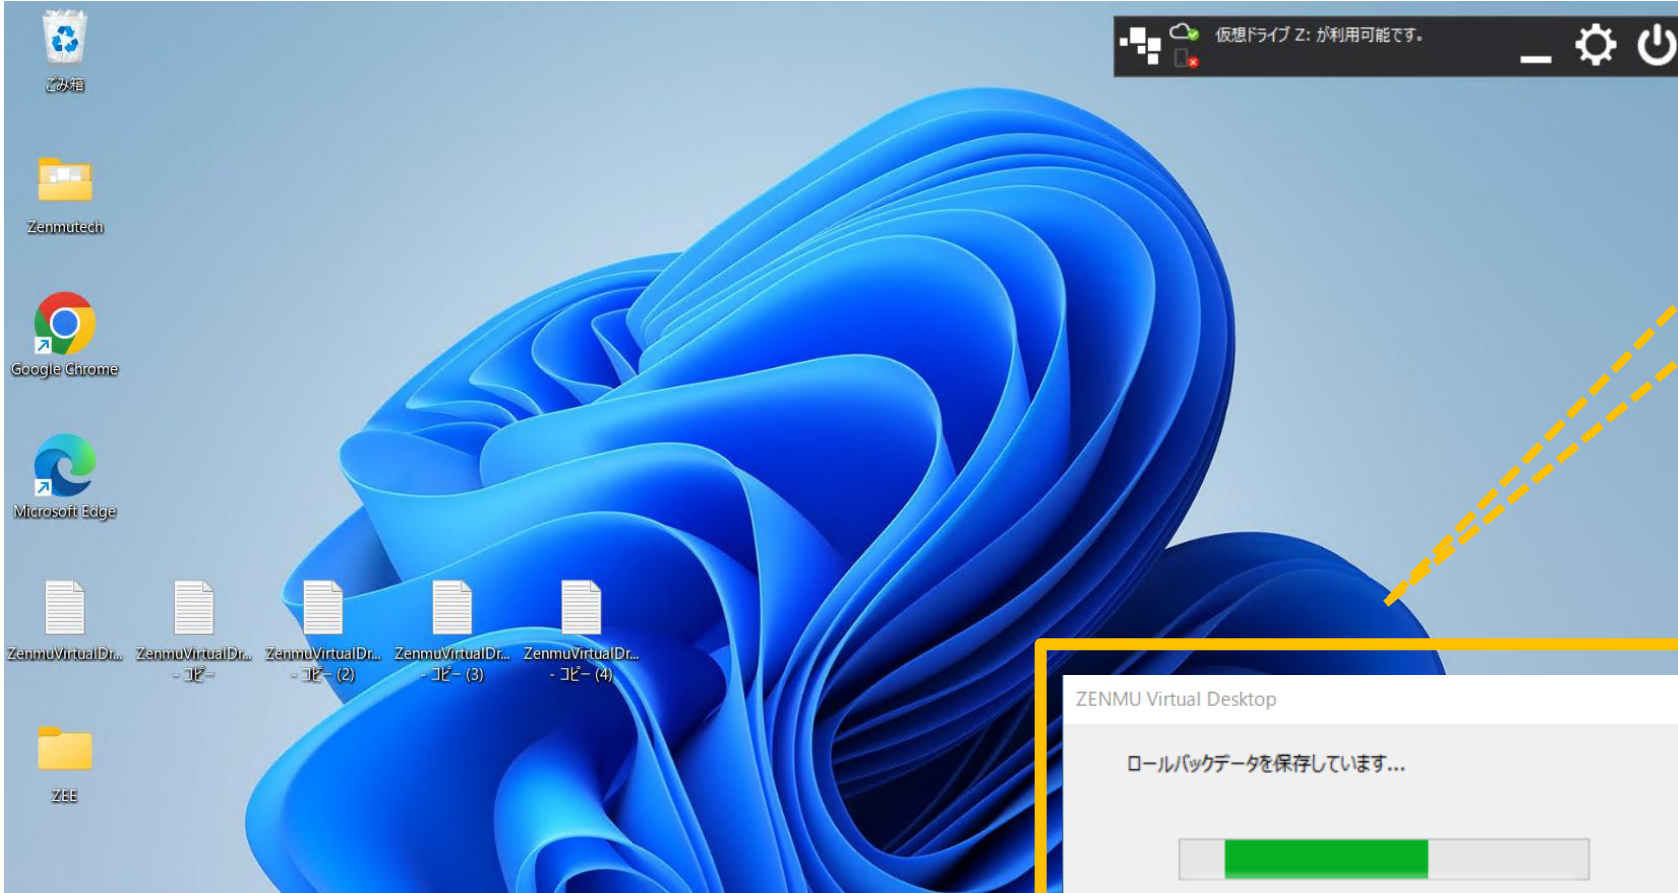 ごみ箱
仮想ドライブ Z: が利用可能です。
Zenmutech
Google Chrome
Microsoft Edge
ZenmuVirtualDr...
ZenmuVirtualDr...
- コピー
ZenmuVirtualDr...
- コピー (2)
ZenmuVirtualDr...
- コピー (3)
ZenmuVirtualDr...
- コピー (4)
ZEE
ZENMU Virtual Desktop
ロールバックデータを保存しています...